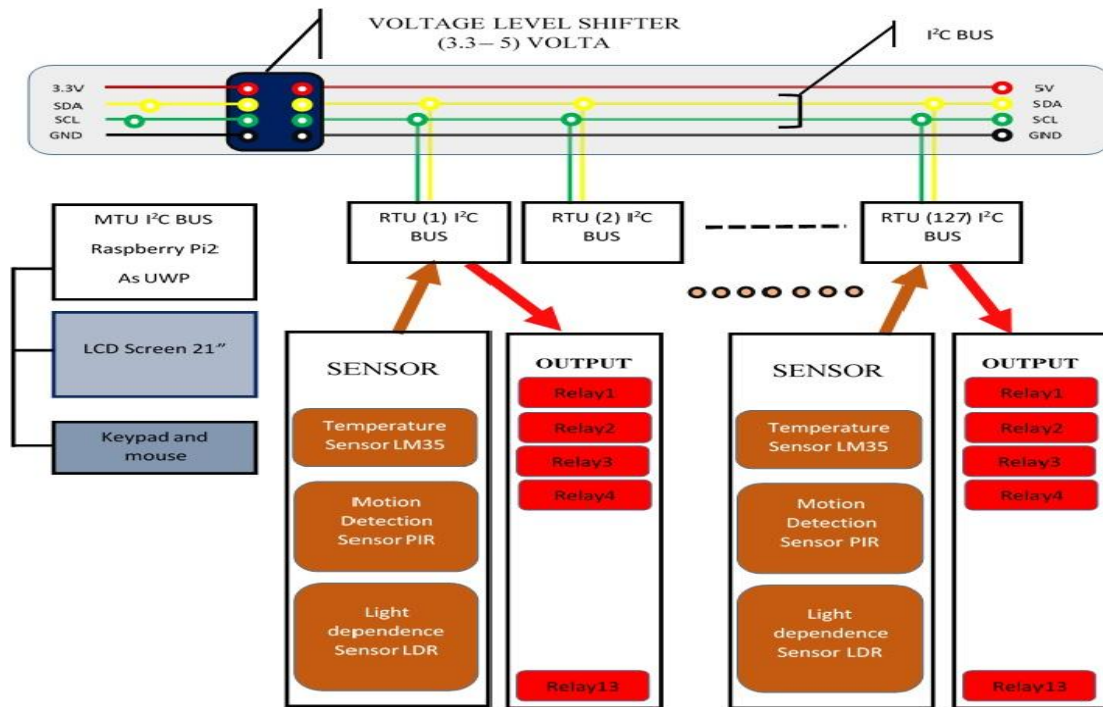 VOLTAGE LEVEL SHIFTER
(3.3– 5) VOLTA
I²C BUS
3.3V
SDA
SCL
GND
5V
SDA
SCL
GND
MTU I²C BUS
Raspberry Pi2
As UWP
LCD Screen 21”
Keypad and
mouse
RTU (1) I²C
BUS
RTU (2) I²C
BUS
RTU (127) I²C
BUS
SENSOR
Temperature
Sensor LM35
Motion
Detection
Sensor PIR
Light
dependence
Sensor LDR
OUTPUT
Relay1
Relay2
Relay3
Relay4
Relay13
SENSOR
Temperature
Sensor LM35
Motion
Detection
Sensor PIR
Light
dependence
Sensor LDR
OUTPUT
Relay1
Relay2
Relay3
Relay4
Relay13